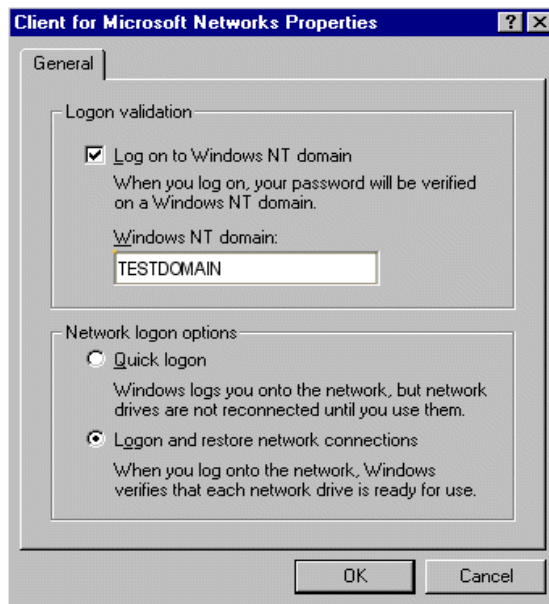 Client for Microsoft Networks Properties
General
Logon validation
Log on to Windows NT domain
When you log on, your password will be verified
on a Windows NT domain.
Windows NT domain:
TESTDOMAIN
Network logon options
Quick logon
Windows logs you onto the network, but network
drives are not reconnected until you use them.
Logon and restore network connections
When you log onto the network, Windows
verifies that each network drive is ready for use.
OK
Cancel